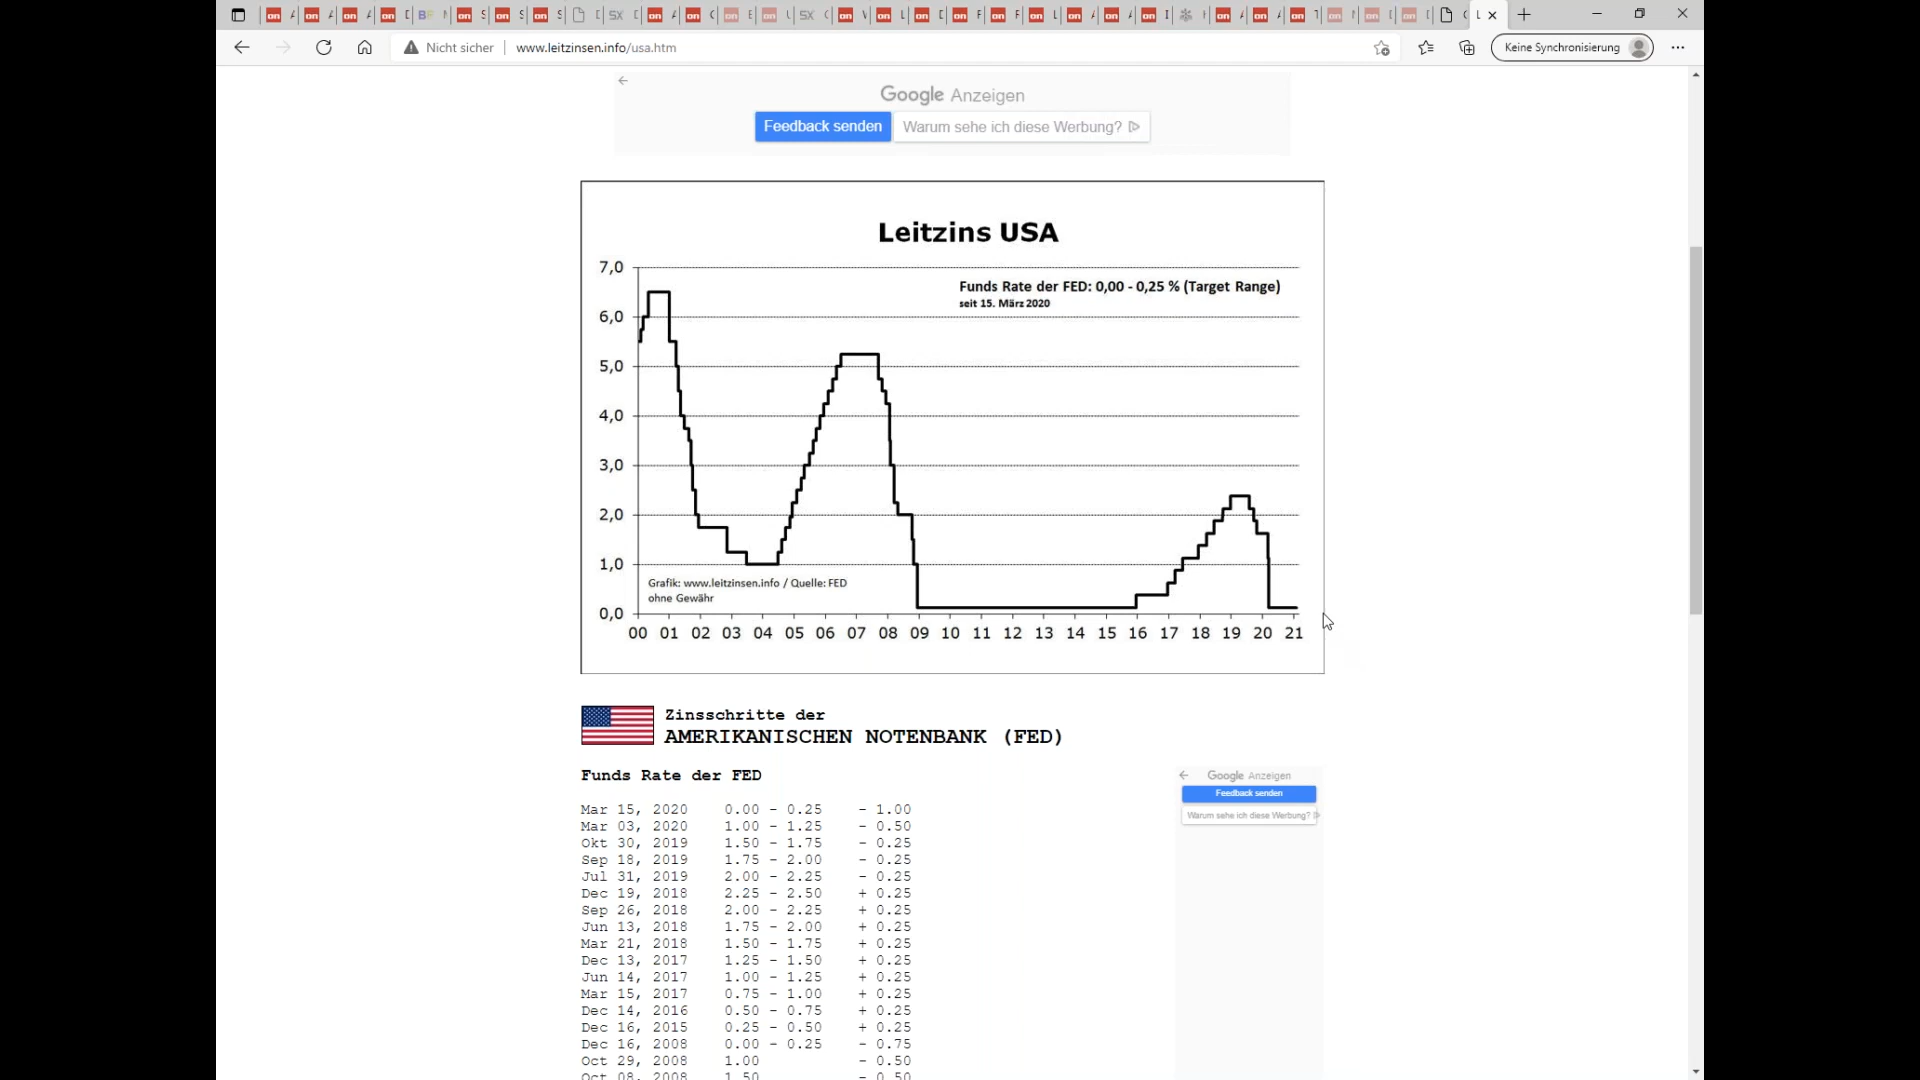 Nicht sicher www.leitzinsen.info/usa.htm Keine Synchronisierung
Google Anzeigen
Feedback senden Warum sehe ich diese Werbung?
Leitzins USA
Funds Rate der FED: 0,00 - 0,25 % (Target Range)
seit 15. März 2020
7,0
6,0
5,0
4,0
3,0
2,0
1,0
0,0
Grafik: www.leitzinsen.info / Quelle: FED
ohne Gewähr
00 01 02 03 04 05 06 07 08 09 10 11 12 13 14 15 16 17 18 19 20 21
Zinsschritte der
AMERIKANISCHEN NOTENBANK (FED)
Funds Rate der FED
Google Anzeigen
Feedback senden
Warum sehe ich diese Werbung?
Mar 15, 2020 0.00 - 0.25 - 1.00
Mar 03, 2020 1.00 - 1.25 - 0.50
Okt 30, 2019 1.50 - 1.75 - 0.25
Sep 18, 2019 1.75 - 2.00 - 0.25
Jul 31, 2019 2.00 - 2.25 - 0.25
Dec 19, 2018 2.25 - 2.50 + 0.25
Sep 26, 2018 2.00 - 2.25 + 0.25
Jun 13, 2018 1.75 - 2.00 + 0.25
Mar 21, 2018 1.50 - 1.75 + 0.25
Dec 13, 2017 1.25 - 1.50 + 0.25
Jun 14, 2017 1.00 - 1.25 + 0.25
Mar 15, 2017 0.75 - 1.00 + 0.25
Dec 14, 2016 0.50 - 0.75 + 0.25
Dec 16, 2015 0.25 - 0.50 + 0.25
Dec 16, 2008 0.00 - 0.25 - 0.75
Oct 29, 2008 1.00 - 0.50
Oct 08, 2008 1.50 - 0.50